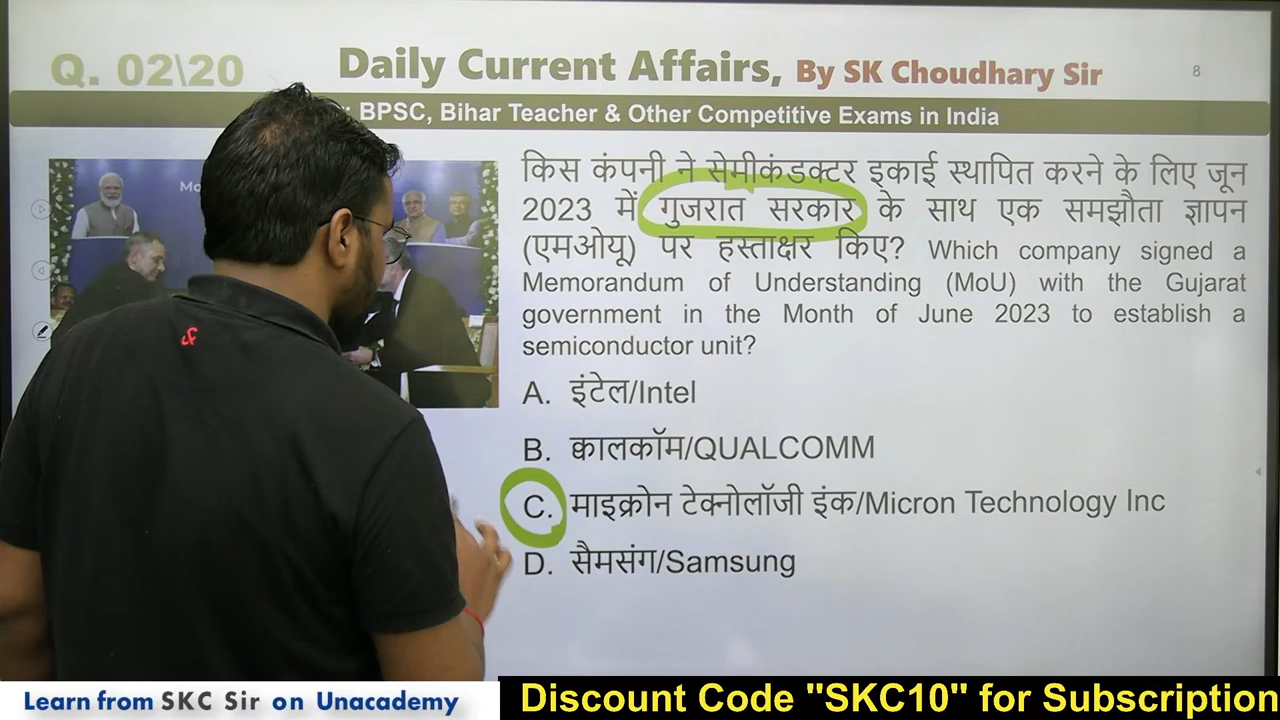 Q. 02\20
Daily Current Affairs, By SK Choudhary Sir
8
BPSC, Bihar Teacher & Other Competitive Exams in India
Mo
किस कंपनी ने सेमीकंडक्टर इकाई स्थापित करने के लिए जून
2023 में गुजरात सरकार के साथ एक समझौता ज्ञापन
(एमओयू) पर हस्ताक्षर किए? Which company signed a
Memorandum of Understanding (MoU) with the Gujarat
government in the Month of June 2023 to establish a
semiconductor unit?
A. इंटेल/Intel
B. क्वालकॉम/QUALCOMM
C. माइक्रोन टेक्नोलॉजी इंक/Micron Technology Inc
D. सैमसंग/Samsung
Learn from SKC Sir on Unacademy
Discount Code "SKC10" for Subscription